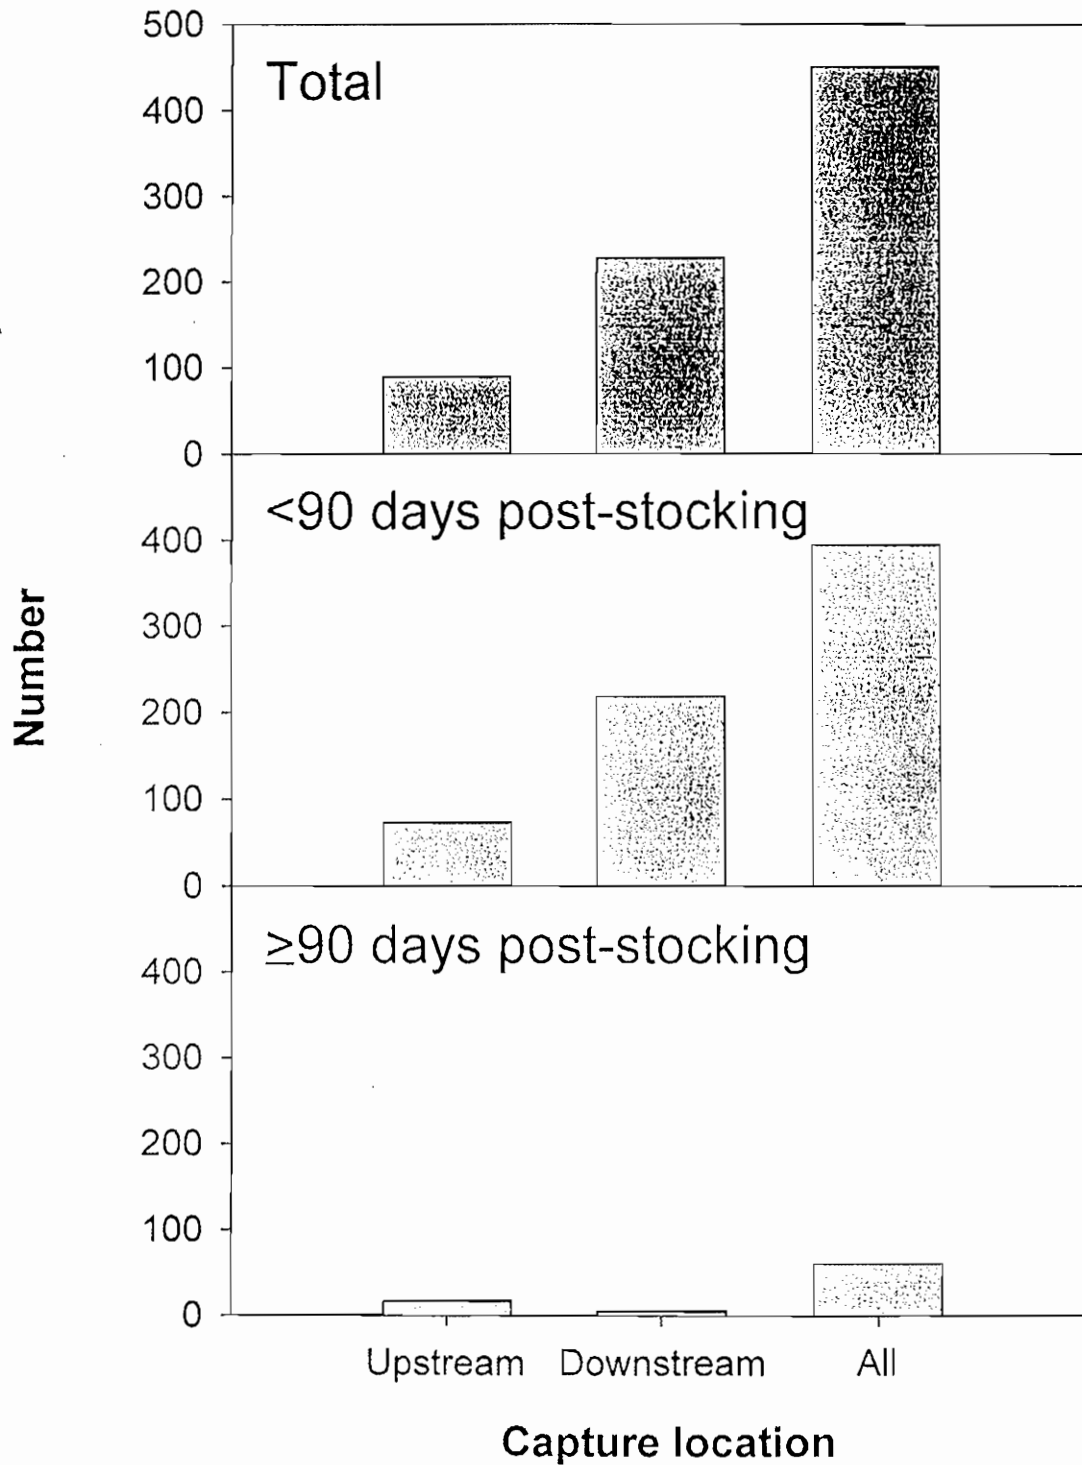 500
Total
400
300
200
100
0
<90 days post-stocking
400
300
200
100
0
≥90 days post-stocking
400
300
200
100
0
Number
Upstream Downstream All
Capture location